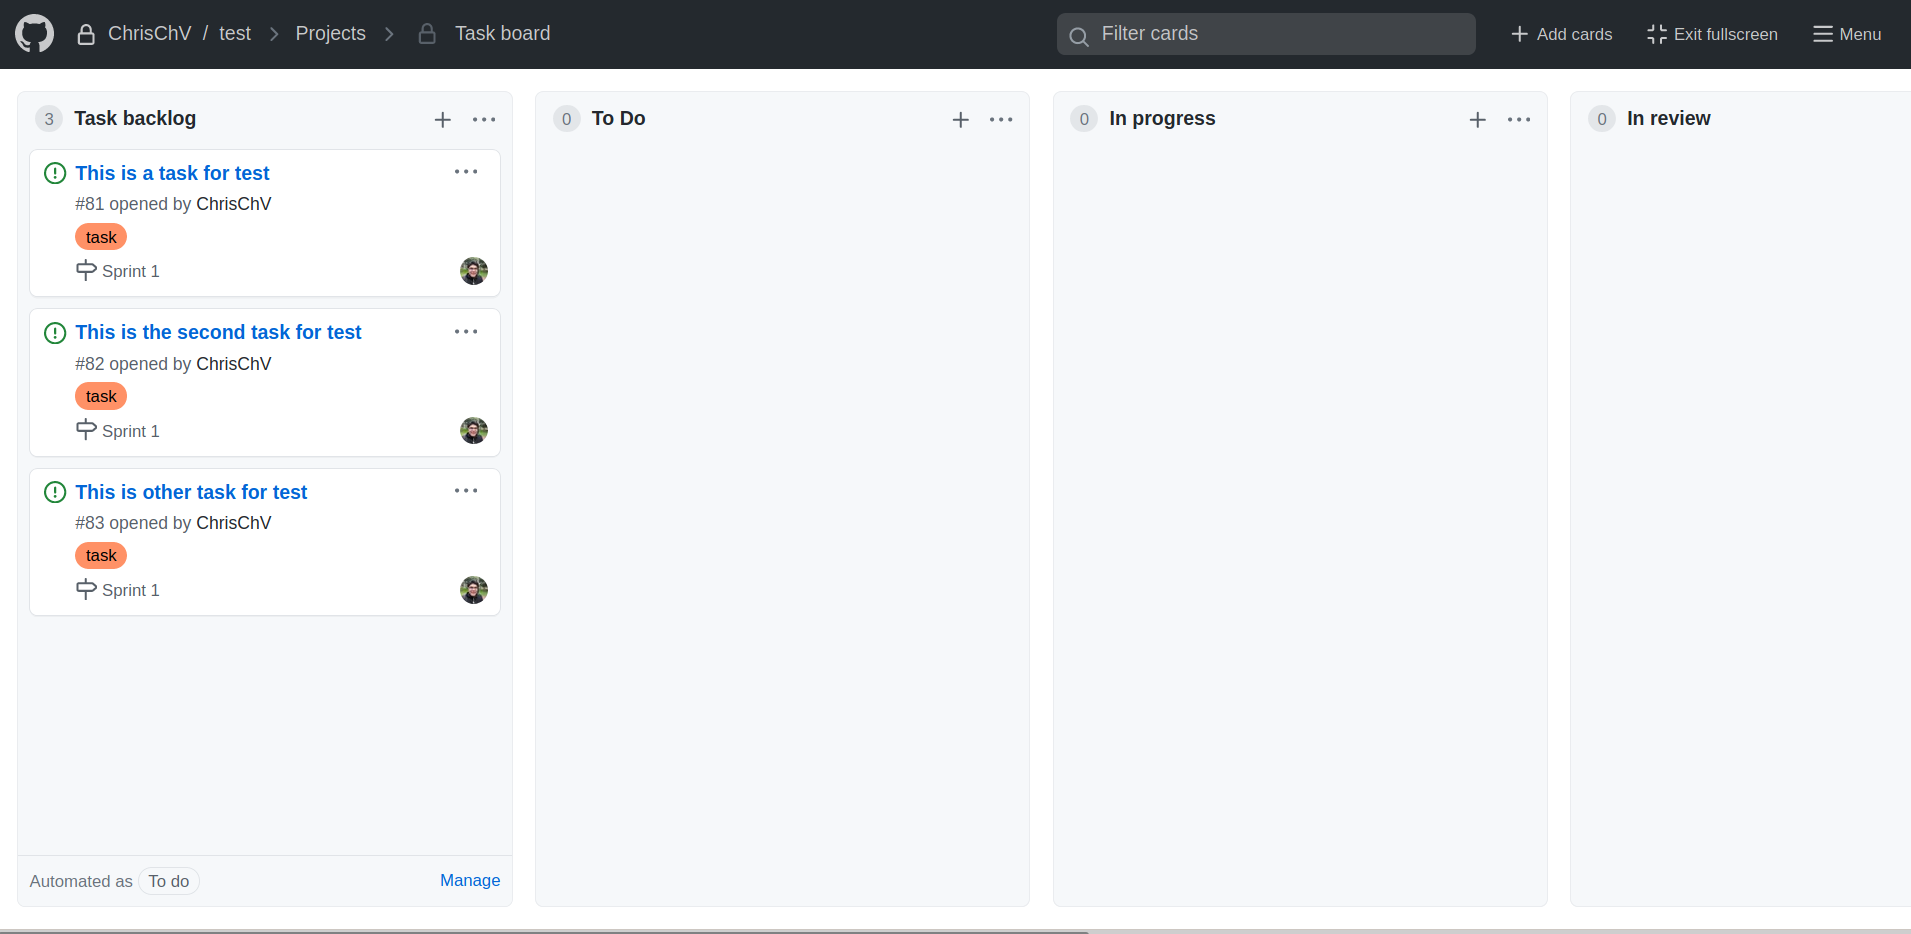 ChrisChV / test Projects Task board
Filter cards
Add cards
Exit fullscreen
Menu
3 Task backlog
This is a task for test
#81 opened by ChrisChV
task
Sprint 1
This is the second task for test
#82 opened by ChrisChV
task
Sprint 1
This is other task for test
#83 opened by ChrisChV
task
Sprint 1
Automated as To do
Manage
0 To Do
0 In progress
0 In review